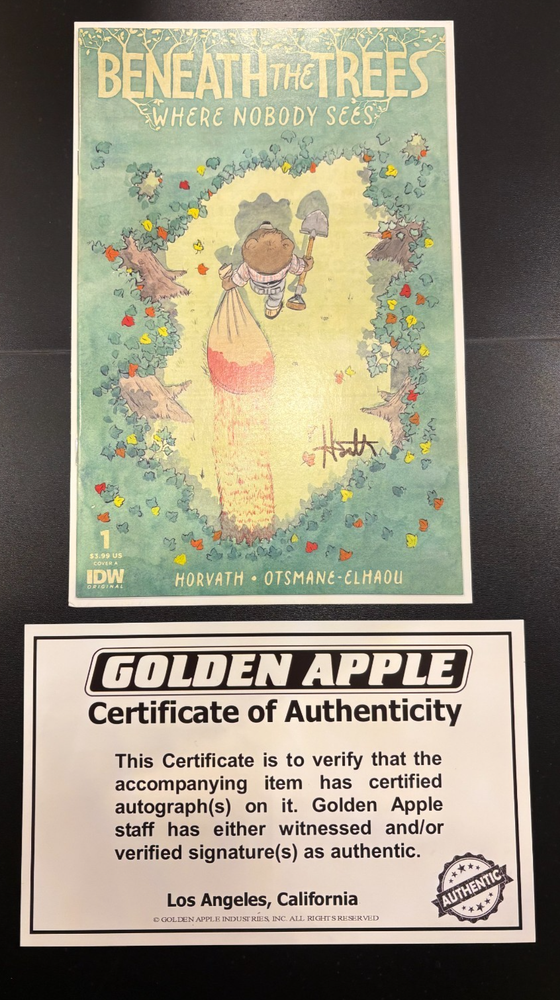 BENEATH THE TREES
WHERE NOBODY SEES
Horvath
1
$3.99 US
COVER A
IDW
ORIGINAL
HORVATH • OTSMANE-ELHAOU
GOLDEN APPLE
Certificate of Authenticity
This Certificate is to verify that the
accompanying item has certified
autograph(s) on it. Golden Apple
staff has either witnessed and/or
verified signature(s) as authentic.
AUTHENTIC
Los Angeles, California
© GOLDEN APPLE INDUSTRIES, INC. ALL RIGHTS RESERVED